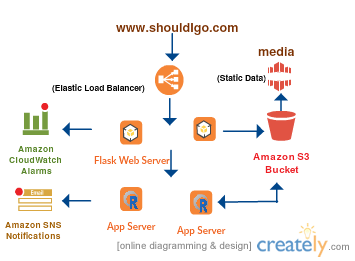 www.shouldIgo.com
media
(Elastic Load Balancer)
(Static Data)
Amazon
CloudWatch
Alarms
Flask Web Server
Amazon S3
Bucket
Email
Amazon SNS
Notifications
R
App Server
R
App Server
[online diagramming & design]
creately.com